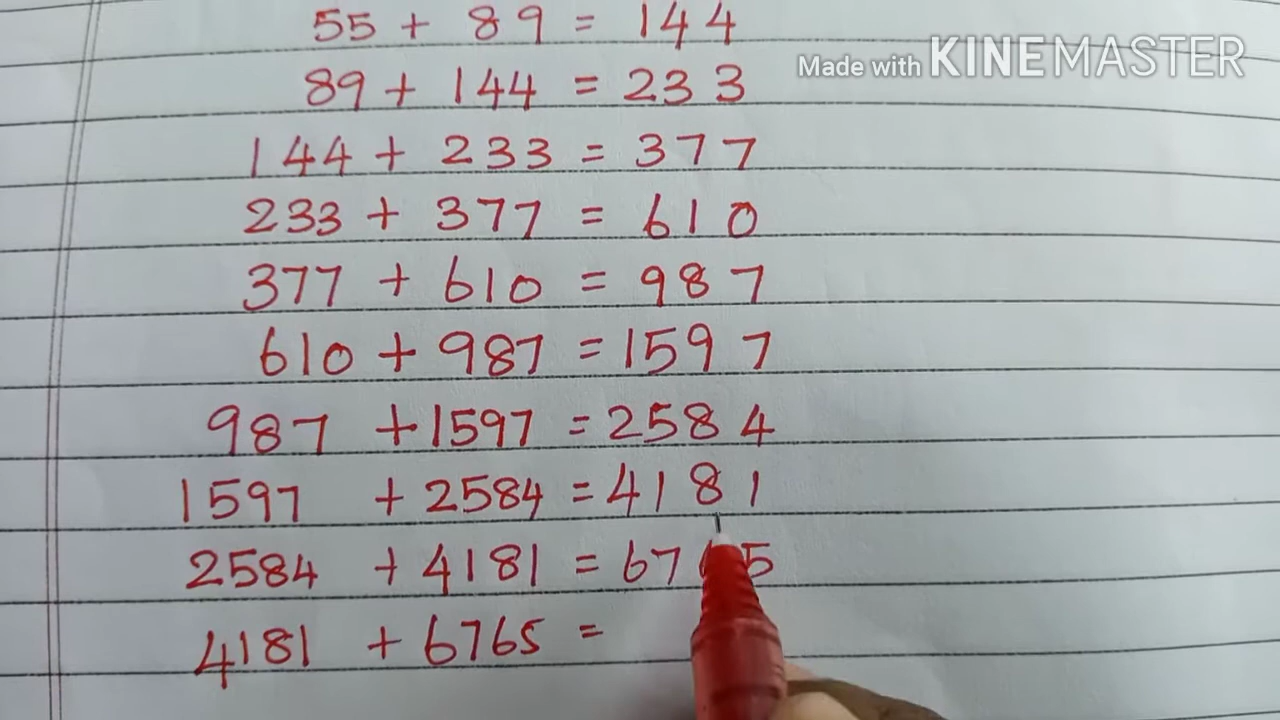 55 + 89 = 144
Made with KINEMASTER
89 + 144 = 233
144 + 233 = 377
233 + 377 = 610
377 + 610 = 987
610 + 987 = 1597
987 + 1597 = 2584
1597 + 2584 = 4181
2584 + 4181 =
4181 + 6765 =